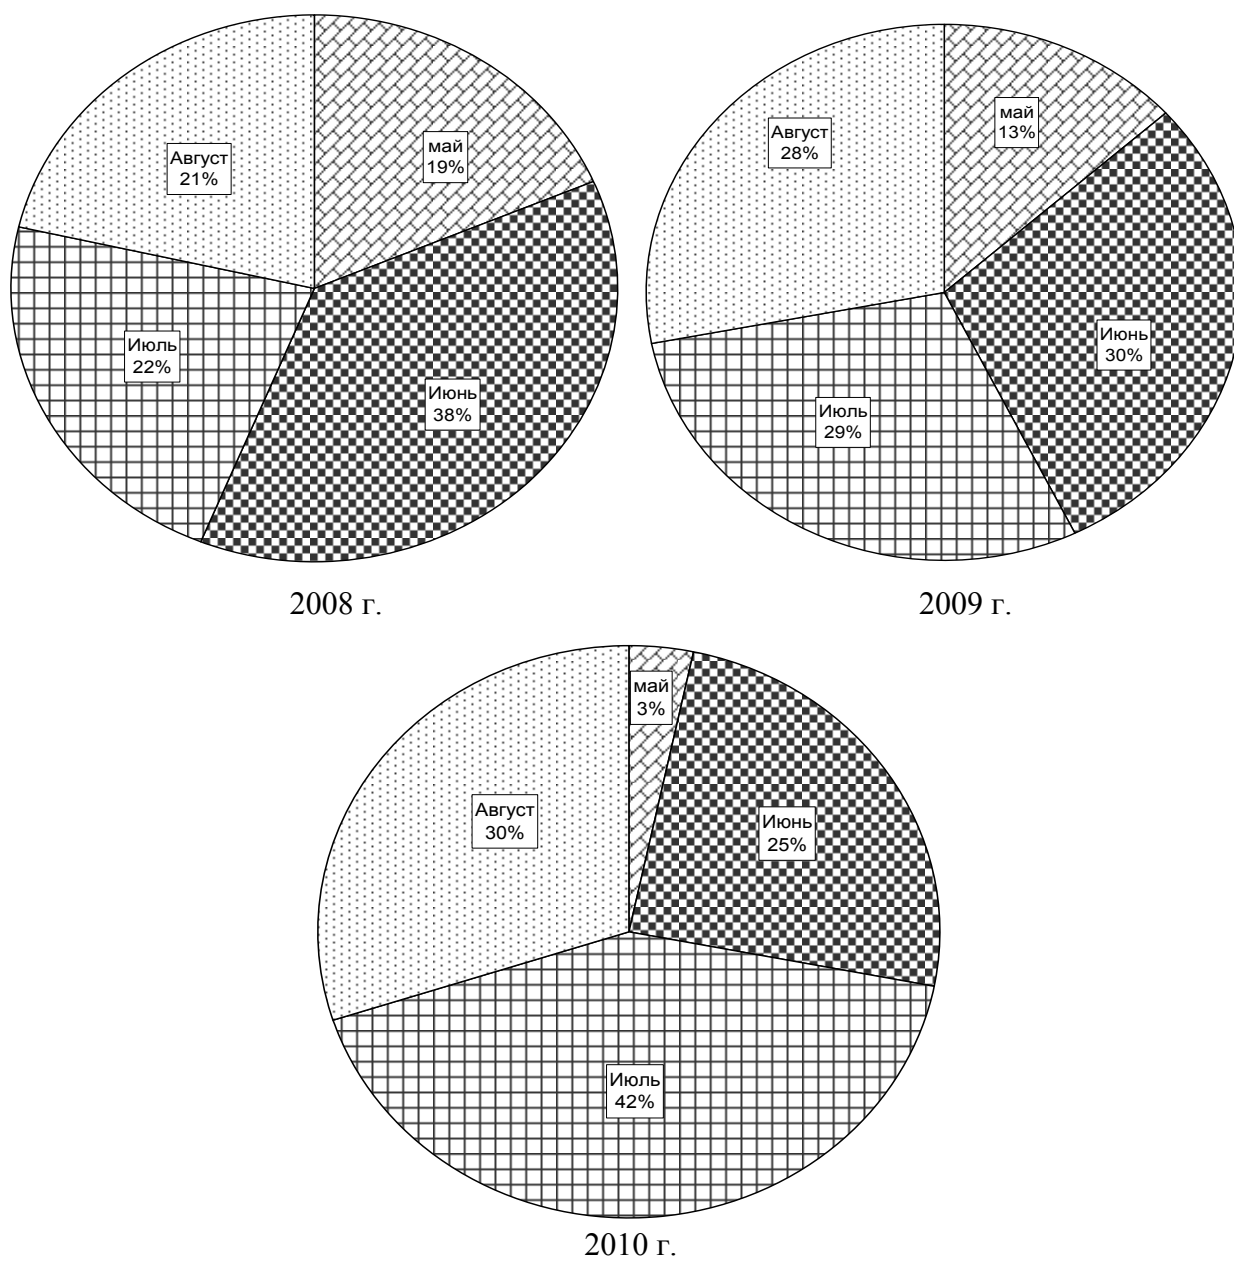 Август
21%
май
19%
Июль
22%
Июнь
38%
2008 г.
Август
28%
май
13%
Июнь
30%
Июль
29%
2009 г.
май
3%
Август
30%
Июнь
25%
Июль
42%
2010 г.